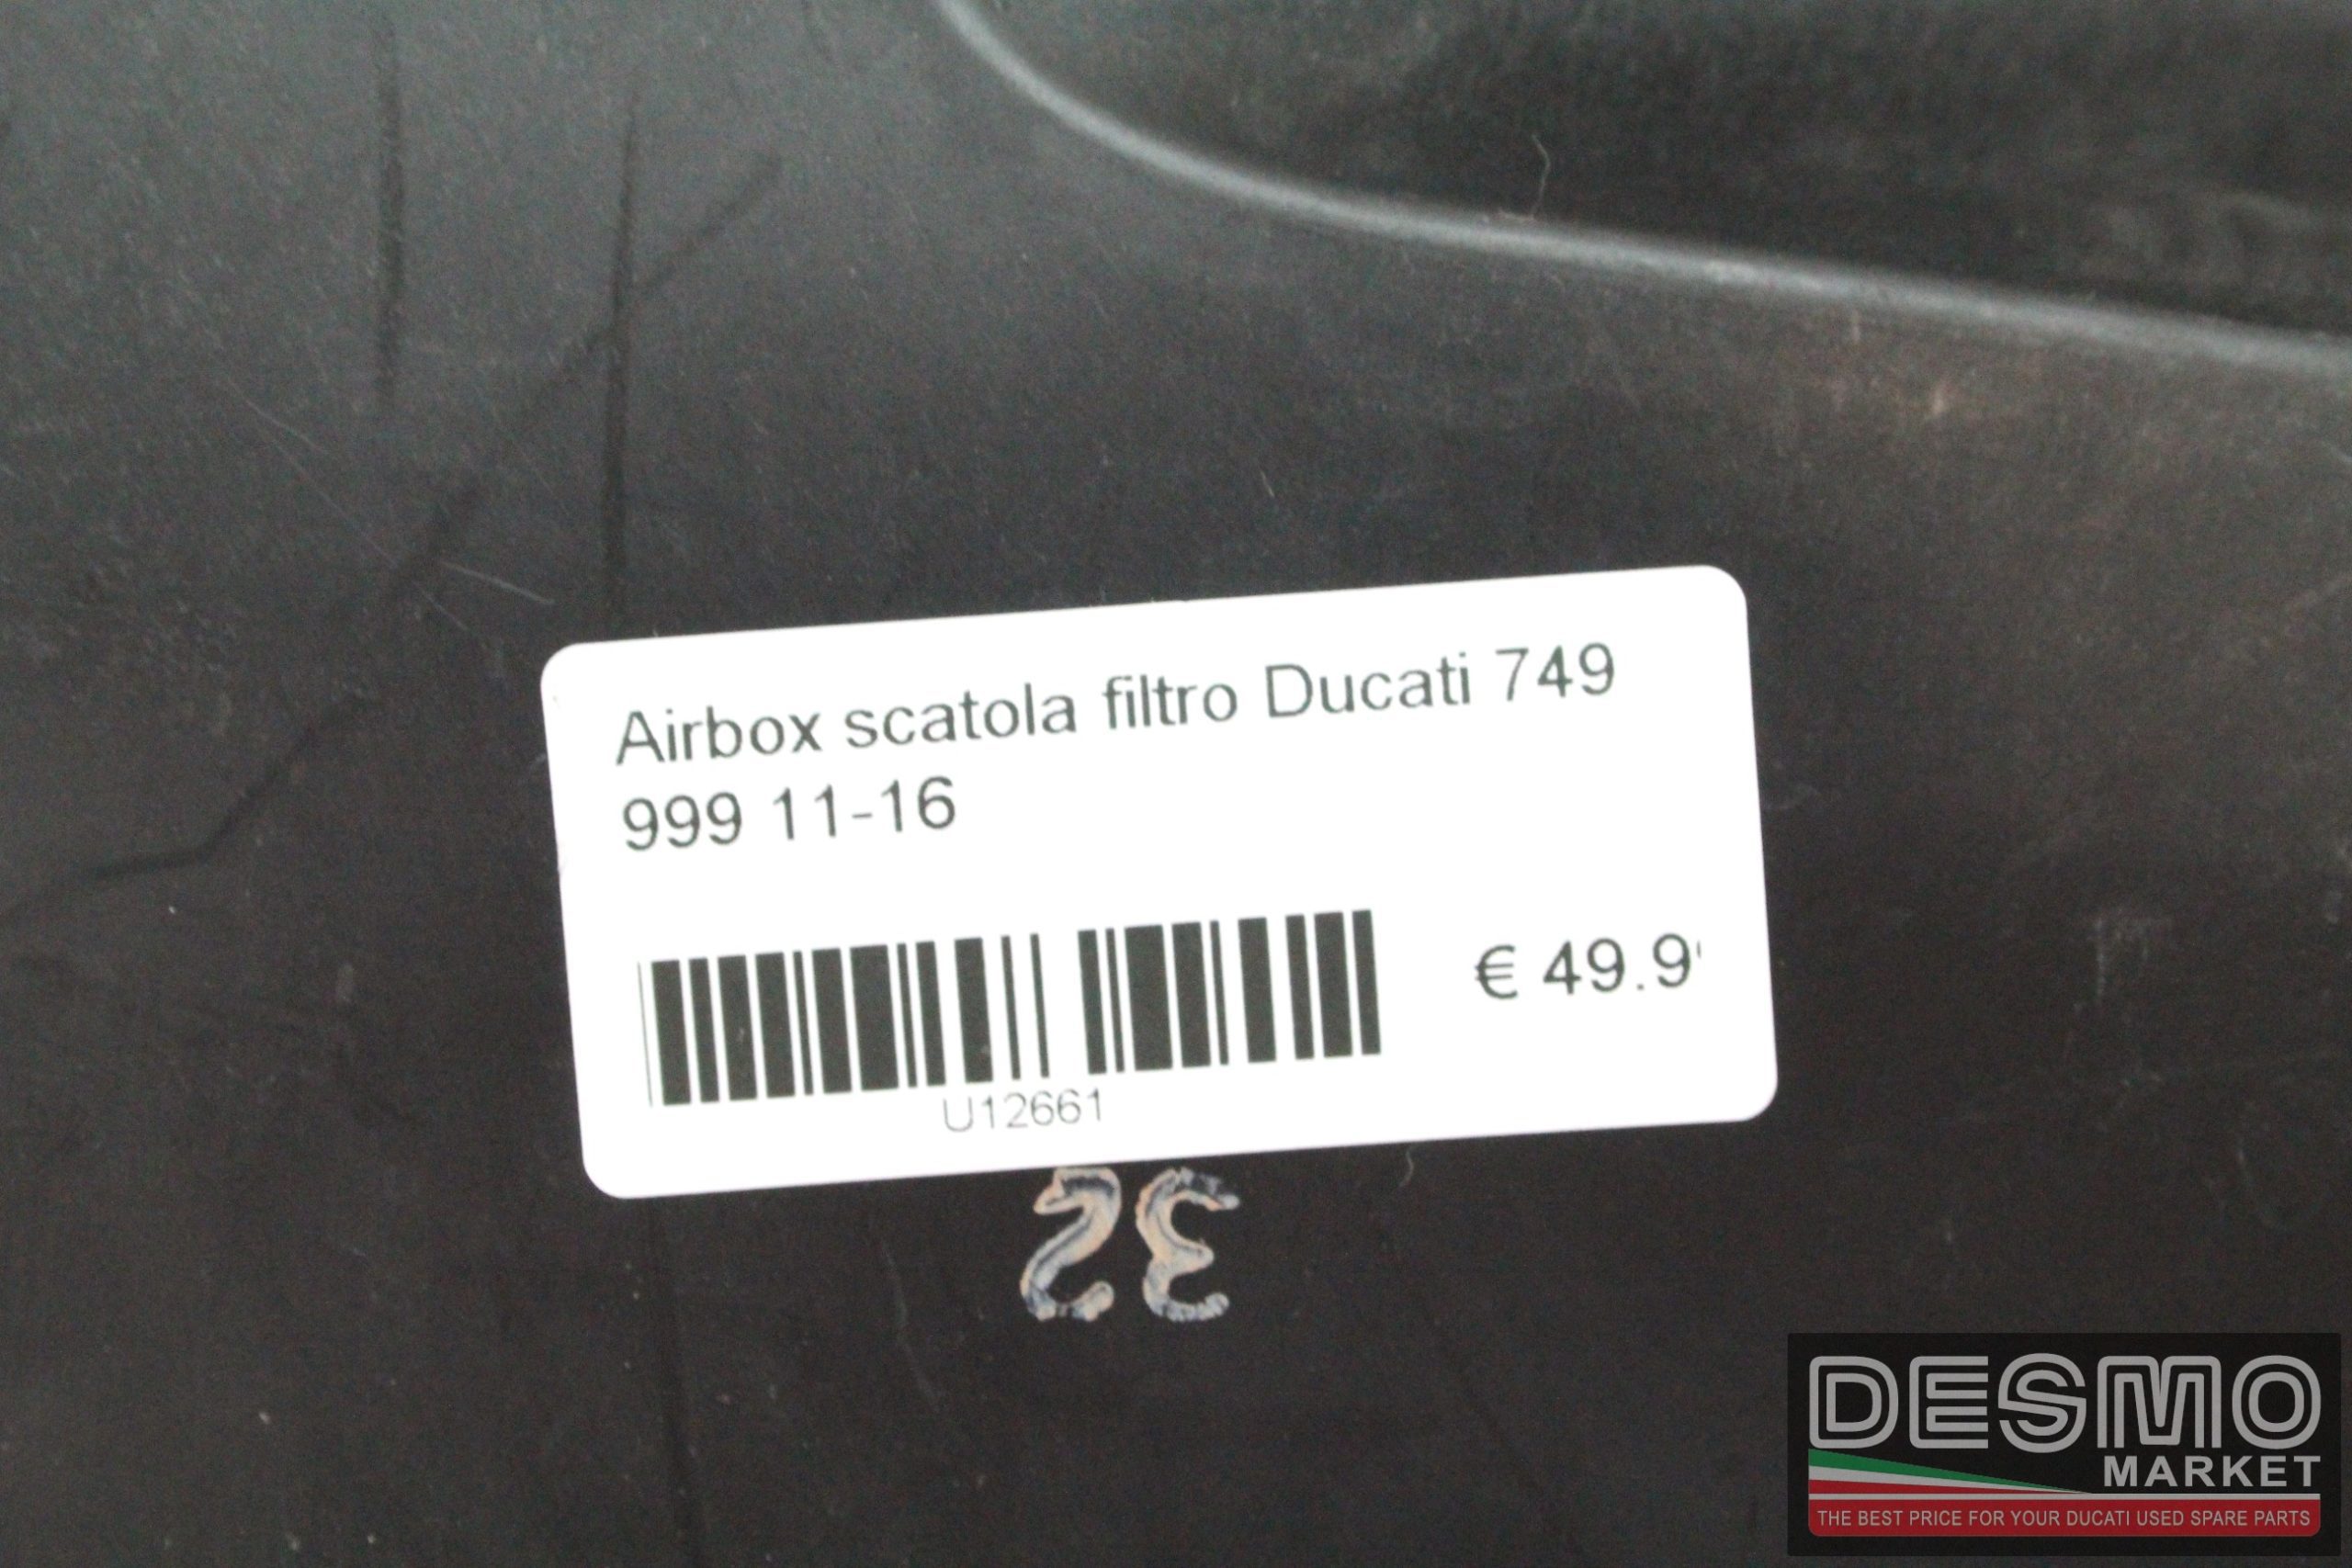 Airbox scatola filtro Ducati 749
999 11-16
€ 49.9
U12661
32
DESMO
MARKET
THE BEST PRICE FOR YOUR DUCATI USED SPARE PARTS